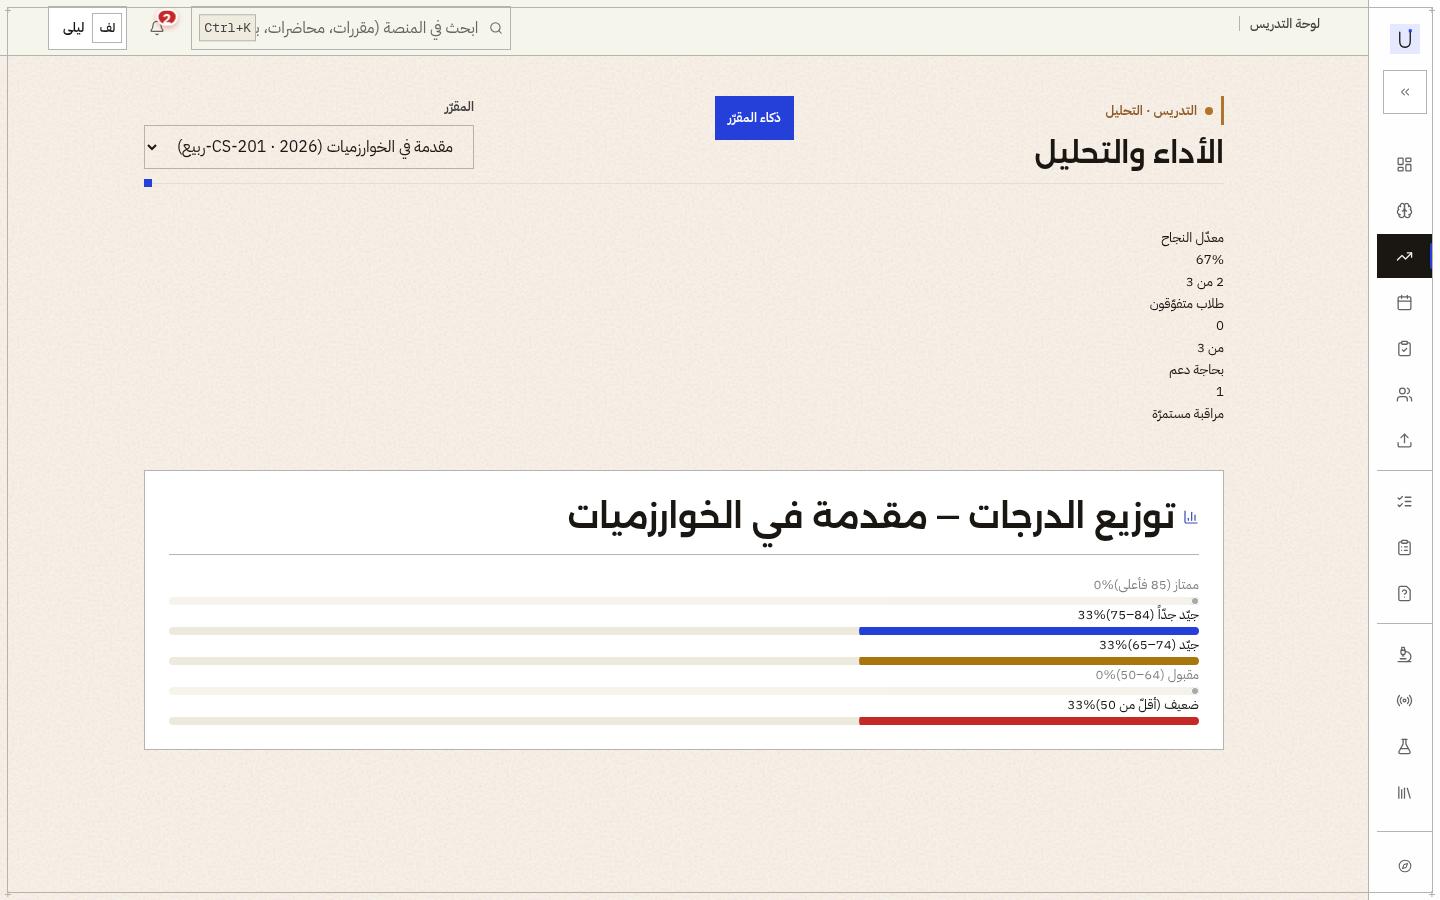 لوحة التدريس
ابحث في المنصة (مقررات، محاضرات، ب
Ctrl+K
2
لف
ليلى
التدريس · التحليل
الأداء والتحليل
ذكاء المقرّر
المقرّر
مقدمة في الخوارزميات (CS-201 · 2026-ربيع)
معدّل النجاح
67%
2 من 3
طلاب متفوّقون
0
من 3
بحاجة دعم
1
مراقبة مستمرّة
توزيع الدرجات — مقدمة في الخوارزميات
ممتاز (85 فأعلى)0%
جيّد جدّاً (75–84)33%
جيّد (65–74)33%
مقبول (50–64)0%
ضعيف (أقلّ من 50)33%